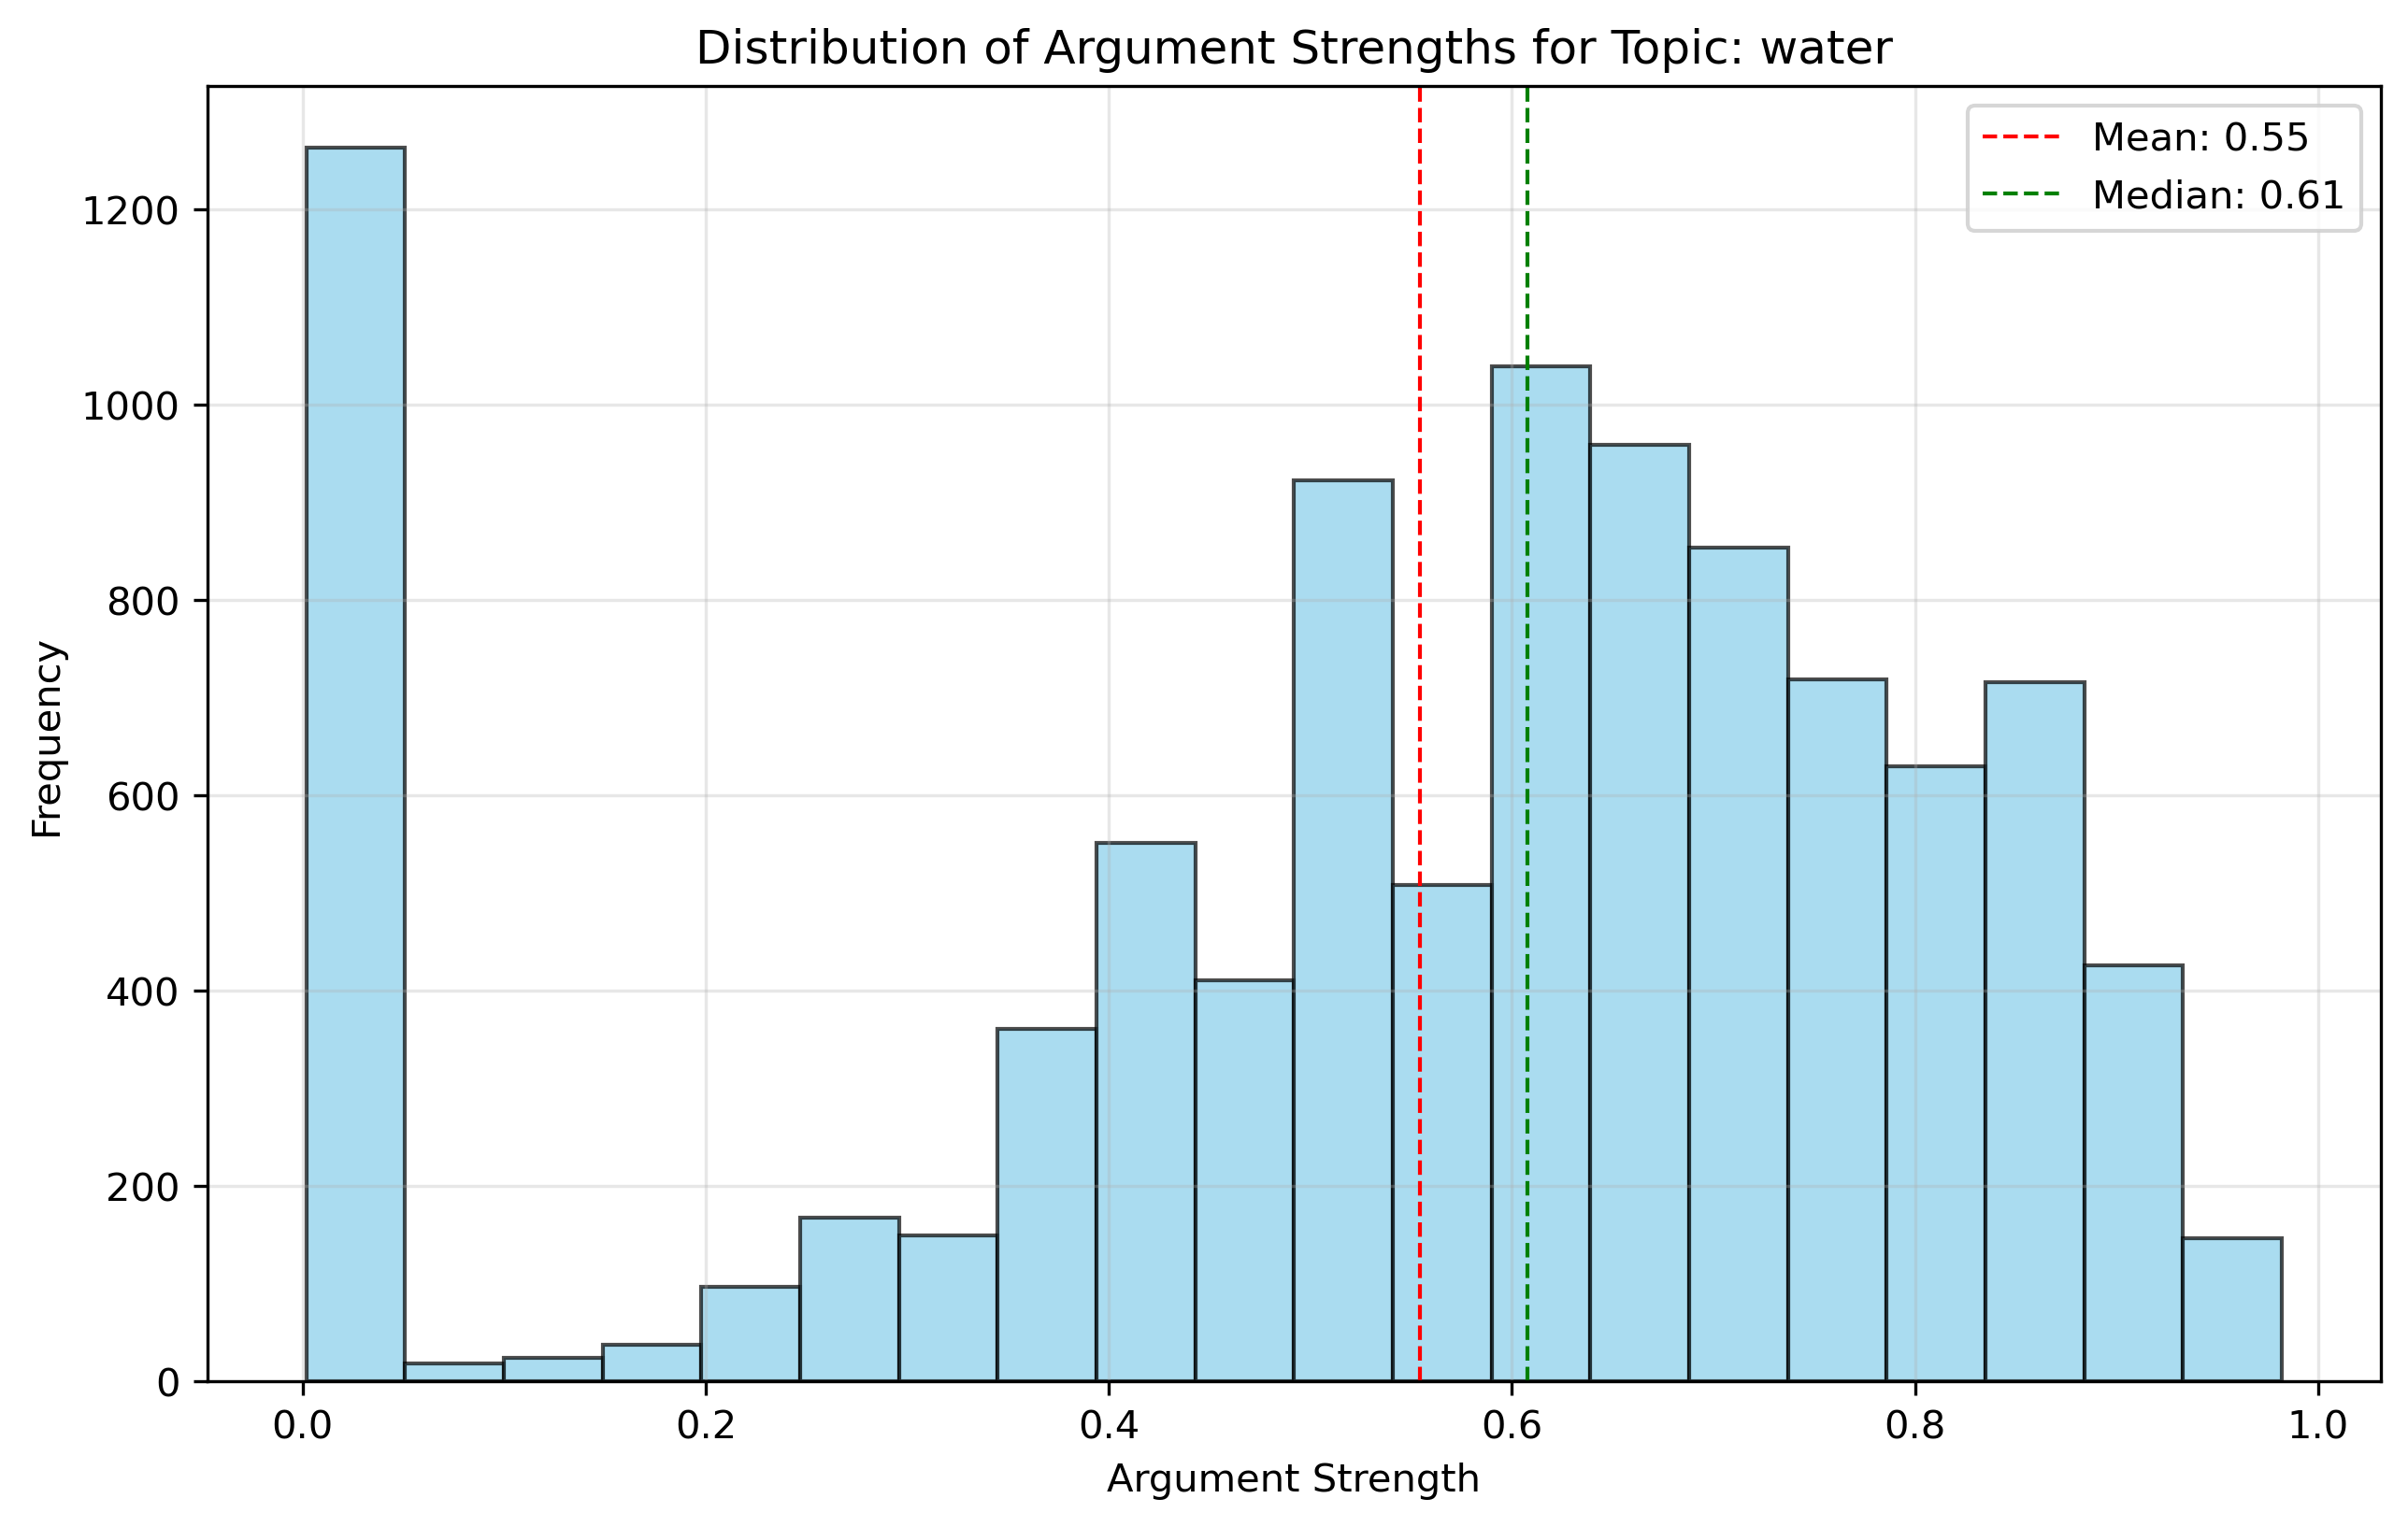 Distribution of Argument Strengths for Topic: water
Mean: 0.55
Median: 0.61
1200
1000
800
600
400
200
0
Frequency
0.0 0.2 0.4 0.6 0.8 1.0
Argument Strength